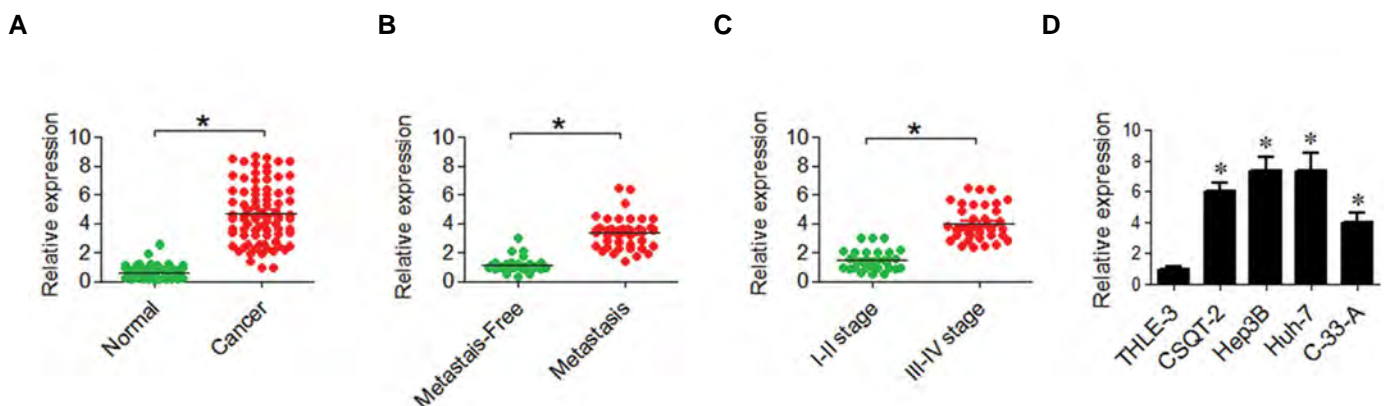 A
B
C
D
*
Relative expression
10
8
6
4
2
0
Normal
Cancer
*
Relative expression
10
8
6
4
2
0
Metastais-Free
Metastasis
*
Relative expression
10
8
6
4
2
0
I-II stage
III-IV stage
Relative expression
10
8
6
4
2
0
*
*
*
*
THLE-3
CSQT-2
Hep3B
Huh-7
C-33-A